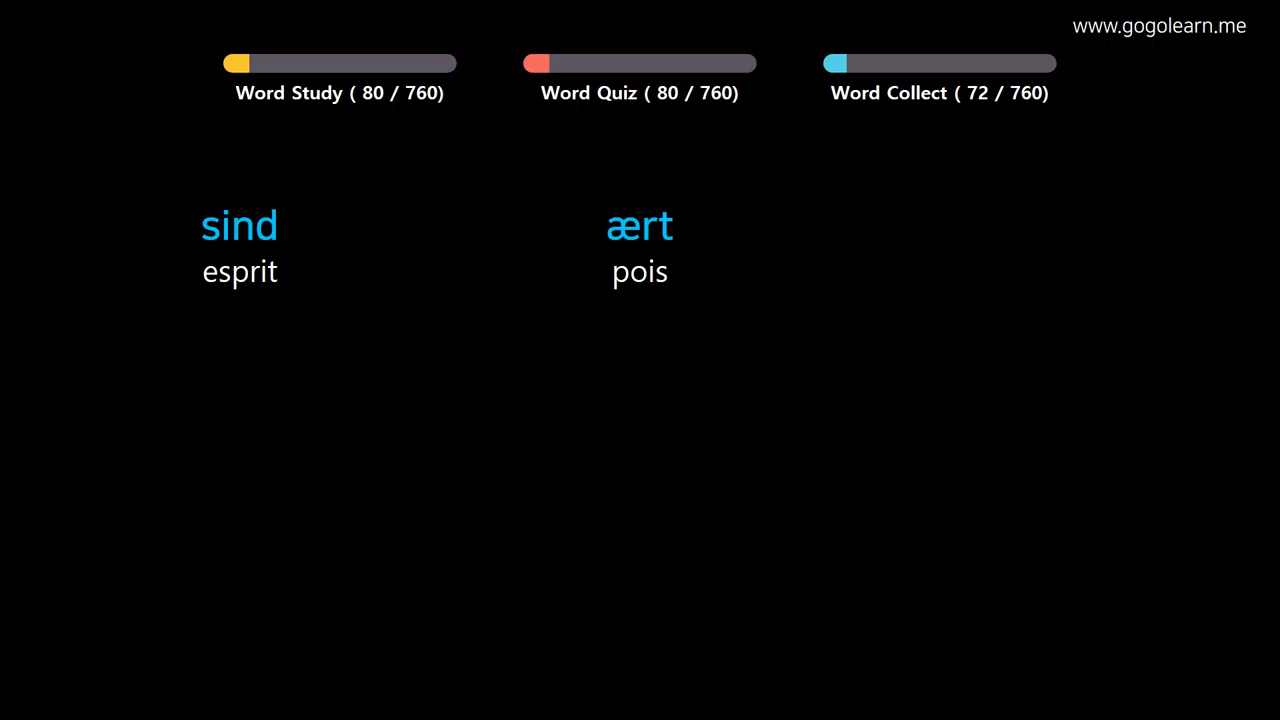 www.gogolearn.me
Word Study ( 80 / 760)
Word Quiz ( 80 / 760)
Word Collect ( 72 / 760)
sind
esprit
ært
pois